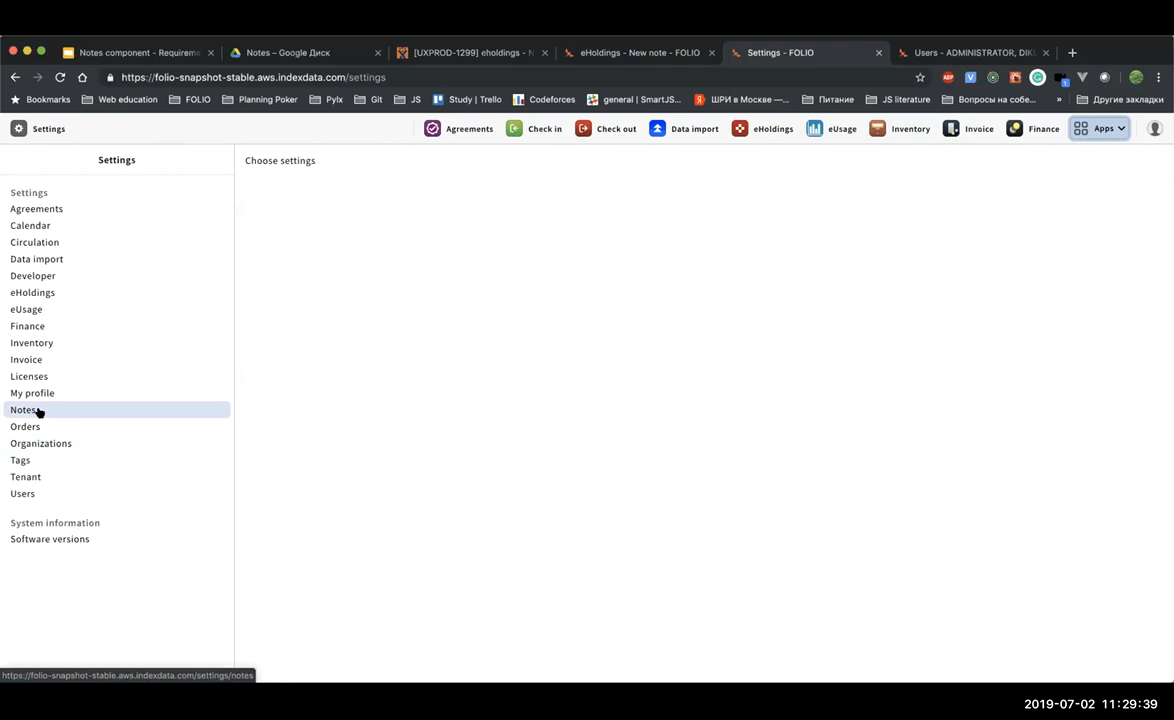 Notes component - Requireme
Notes – Google Диск
[UXPROD-1299] eholdings - N
eHoldings - New note - FOLIO
Settings - FOLIO
Users - ADMINISTRATOR, DIK
https://folio-snapshot-stable.aws.indexdata.com/settings
Bookmarks
Web education
FOLIO
Planning Poker
Pylx
Git
JS
Study | Trello
Codeforces
general | SmartJS...
ШРИ в Москве —...
Питание
JS literature
Вопросы на собе...
»
Другие закладки
Settings
Agreements
Check in
Check out
Data import
eHoldings
eUsage
Inventory
Invoice
Finance
Apps
Settings
Choose settings
Settings
Agreements
Calendar
Circulation
Data import
Developer
eHoldings
eUsage
Finance
Inventory
Invoice
Licenses
My profile
Notes
Orders
Organizations
Tags
Tenant
Users
System information
Software versions
https://folio-snapshot-stable.aws.indexdata.com/settings/notes
2019-07-02 11:29:39